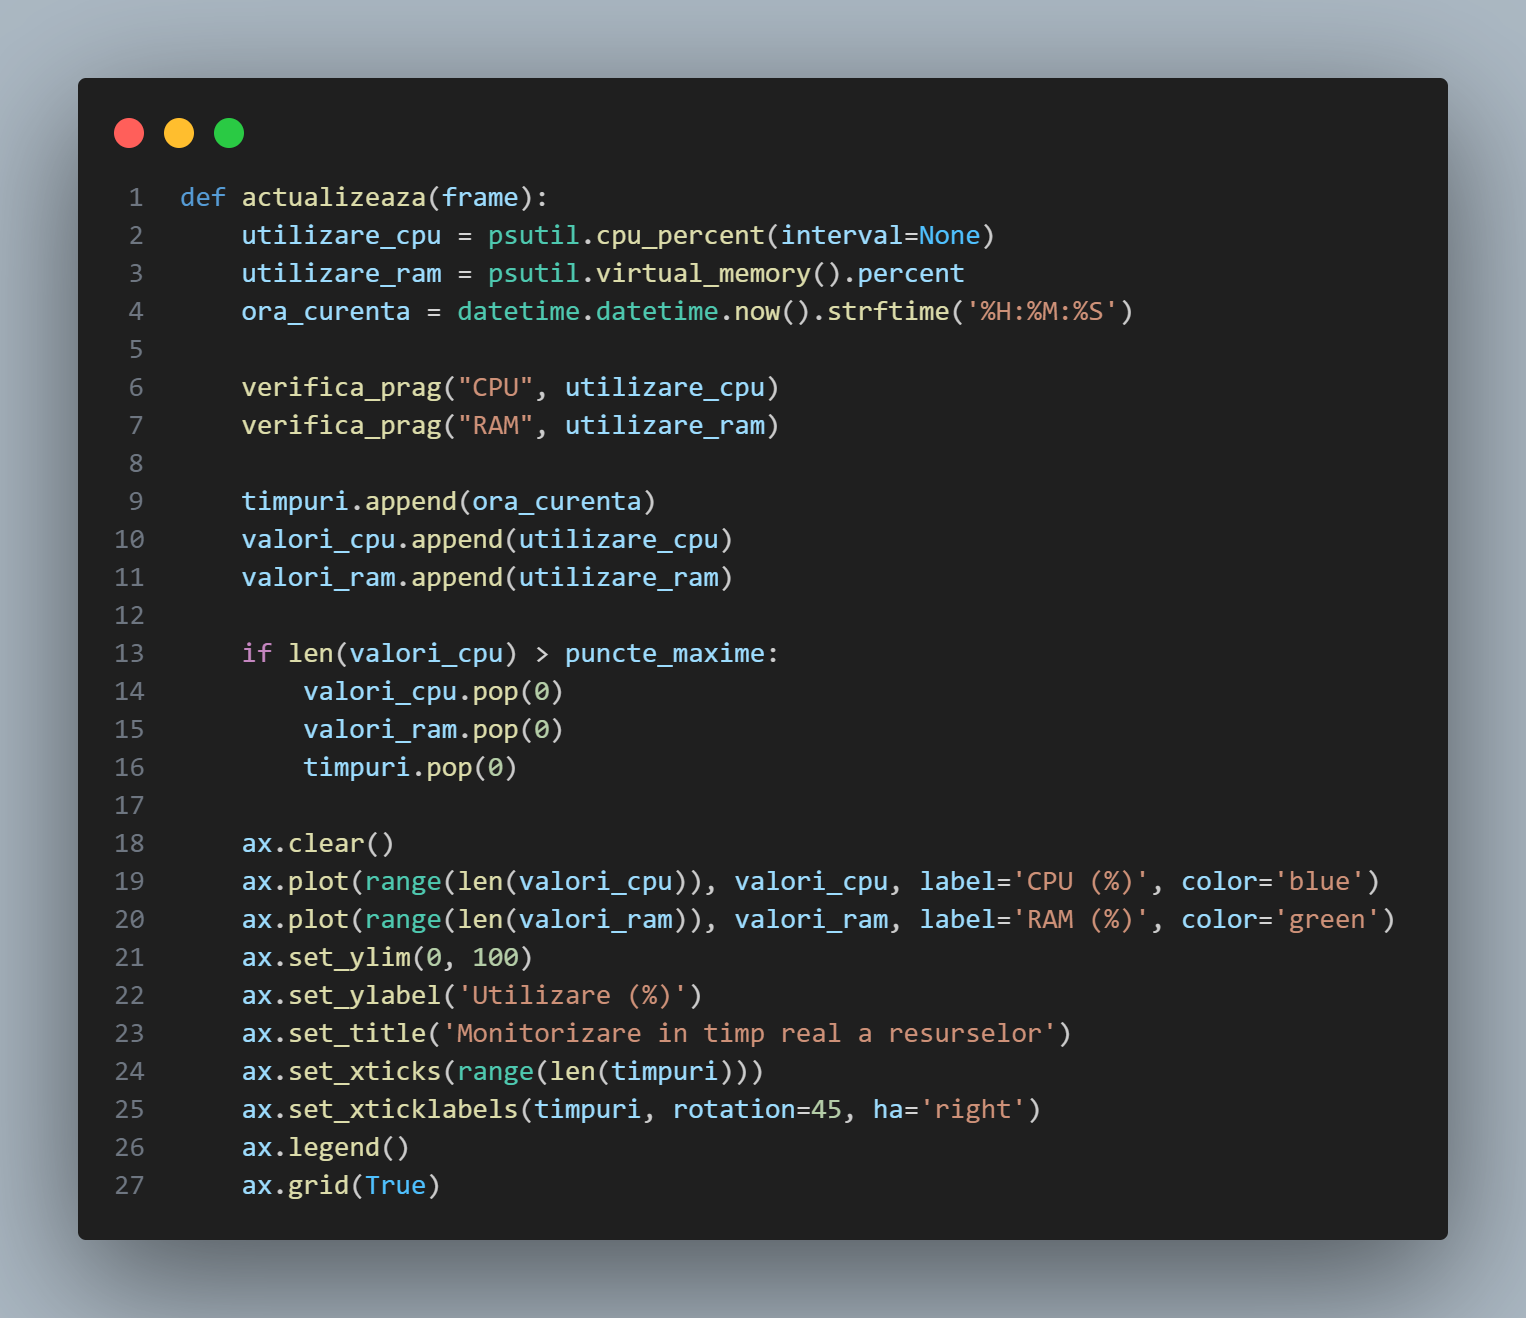 1 def actualizeaza(frame):
2     utilizare_cpu = psutil.cpu_percent(interval=None)
3     utilizare_ram = psutil.virtual_memory().percent
4     ora_curenta = datetime.datetime.now().strftime('%H:%M:%S')
5
6     verifica_prag("CPU", utilizare_cpu)
7     verifica_prag("RAM", utilizare_ram)
8
9     timpuri.append(ora_curenta)
10     valori_cpu.append(utilizare_cpu)
11     valori_ram.append(utilizare_ram)
12
13     if len(valori_cpu) > puncte_maxime:
14         valori_cpu.pop(0)
15         valori_ram.pop(0)
16         timpuri.pop(0)
17
18     ax.clear()
19     ax.plot(range(len(valori_cpu)), valori_cpu, label='CPU (%)', color='blue')
20     ax.plot(range(len(valori_ram)), valori_ram, label='RAM (%)', color='green')
21     ax.set_ylim(0, 100)
22     ax.set_ylabel('Utilizare (%)')
23     ax.set_title('Monitorizare in timp real a resurselor')
24     ax.set_xticks(range(len(timpuri)))
25     ax.set_xticklabels(timpuri, rotation=45, ha='right')
26     ax.legend()
27     ax.grid(True)